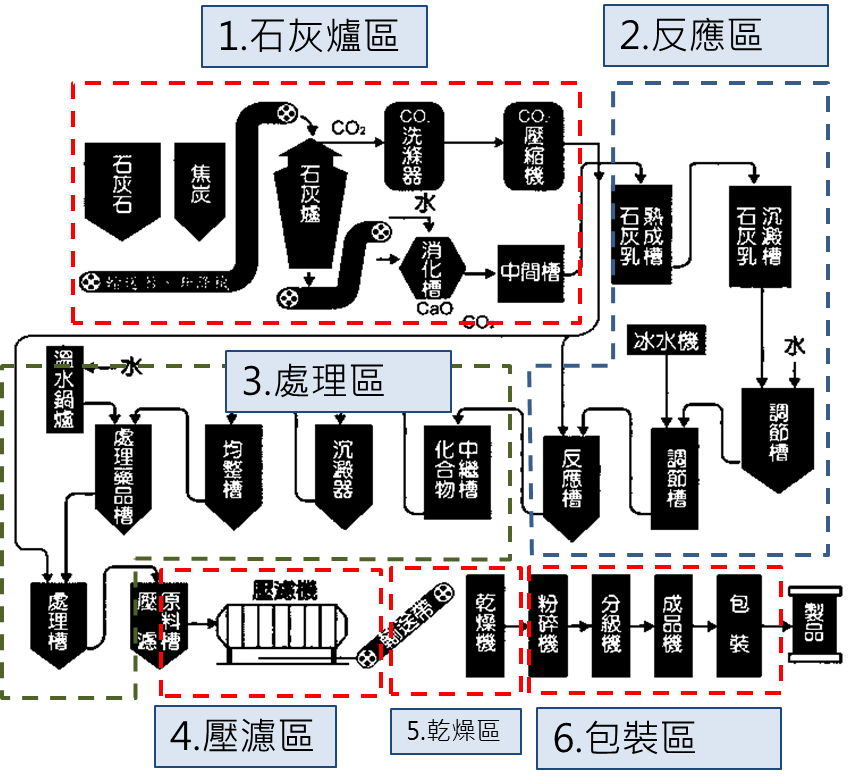 1.石灰爐區
2.反應區
石灰石
焦炭
石灰爐
CO₂
CO₂
洗滌器
CO₂
壓縮機
水
消化槽
CaO
中間槽
CO₂
熟成槽
石灰乳
沉澱槽
石灰乳
冰水機
水
調節槽
調節槽
反應槽
3.處理區
溫水鍋爐
水
處理藥品槽
均整槽
沉澱器
中繼槽
化合物
處理槽
原料槽
壓濾
壓濾機
輸送帶
乾燥機
粉碎機
分級機
成品機
包裝
製品
4.壓濾區
5.乾燥區
6.包裝區